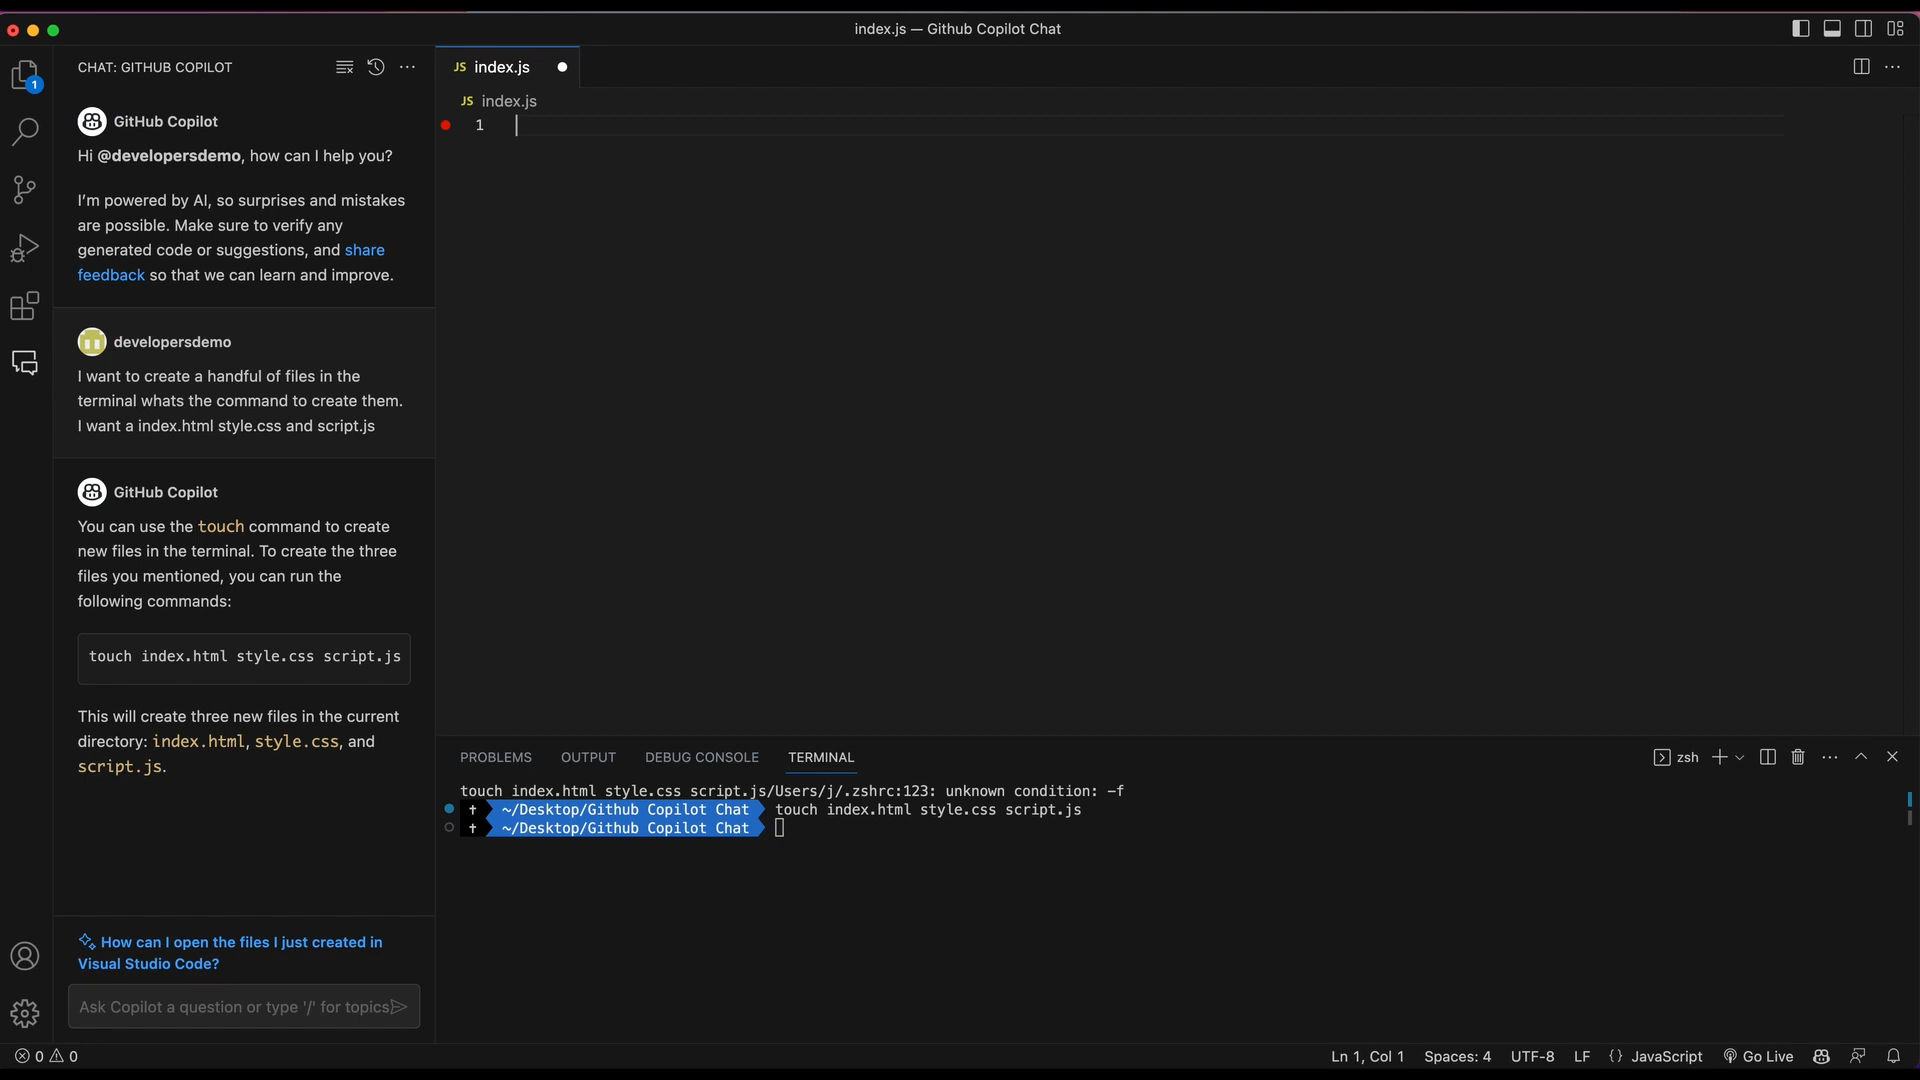 index.js — Github Copilot Chat
CHAT: GITHUB COPILOT
1
GitHub Copilot
Hi @developersdemo, how can I help you?
I'm powered by AI, so surprises and mistakes
are possible. Make sure to verify any
generated code or suggestions, and share
feedback so that we can learn and improve.
developersdemo
I want to create a handful of files in the
terminal whats the command to create them.
I want a index.html style.css and script.js
GitHub Copilot
You can use the touch command to create
new files in the terminal. To create the three
files you mentioned, you can run the
following commands:
touch index.html style.css script.js
This will create three new files in the current
directory: index.html, style.css, and
script.js.
How can I open the files I just created in
Visual Studio Code?
Ask Copilot a question or type '/' for topics
JS index.js
JS index.js
1
PROBLEMS OUTPUT DEBUG CONSOLE TERMINAL
zsh
touch index.html style.css script.js/Users/j/.zshrc:123: unknown condition: -f
† ~/Desktop/Github Copilot Chat touch index.html style.css script.js
† ~/Desktop/Github Copilot Chat
0 0
Ln 1, Col 1 Spaces: 4 UTF-8 LF {} JavaScript Go Live